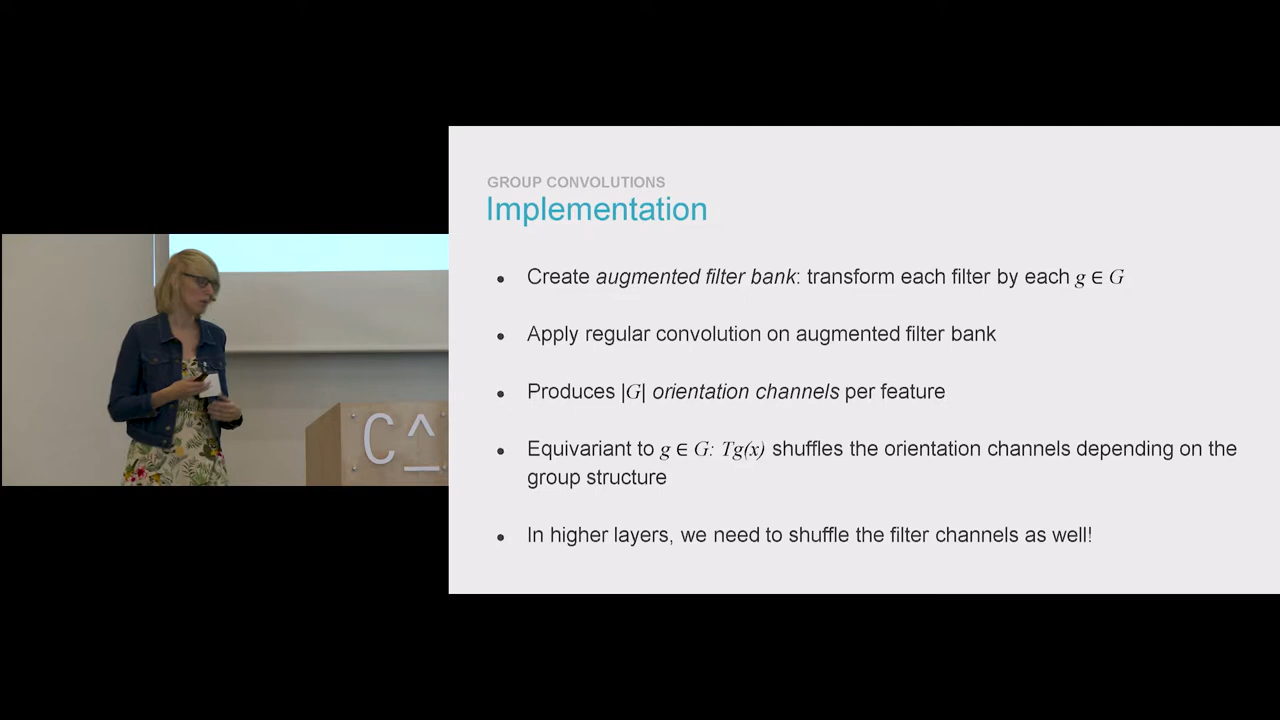 GROUP CONVOLUTIONS
Implementation
• Create augmented filter bank: transform each filter by each g ∈ G
• Apply regular convolution on augmented filter bank
• Produces |G| orientation channels per feature
• Equivariant to g ∈ G: Tg(x) shuffles the orientation channels depending on the
group structure
• In higher layers, we need to shuffle the filter channels as well!
C^_